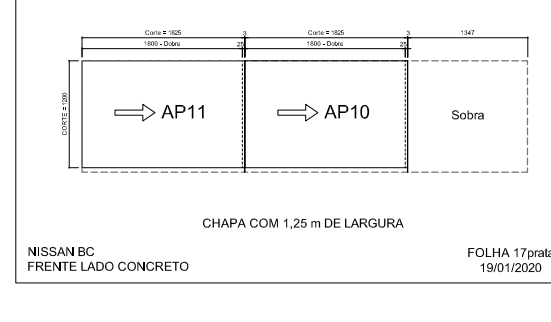 Corte = 1825 3 Corte = 1825 3 1347
1800 - Dobra 25 1800 - Dobra 25
CORTE = 1200
AP11 AP10 Sobra
CHAPA COM 1,25 m DE LARGURA
NISSAN BC FOLHA 17prata
FRENTE LADO CONCRETO 19/01/2020